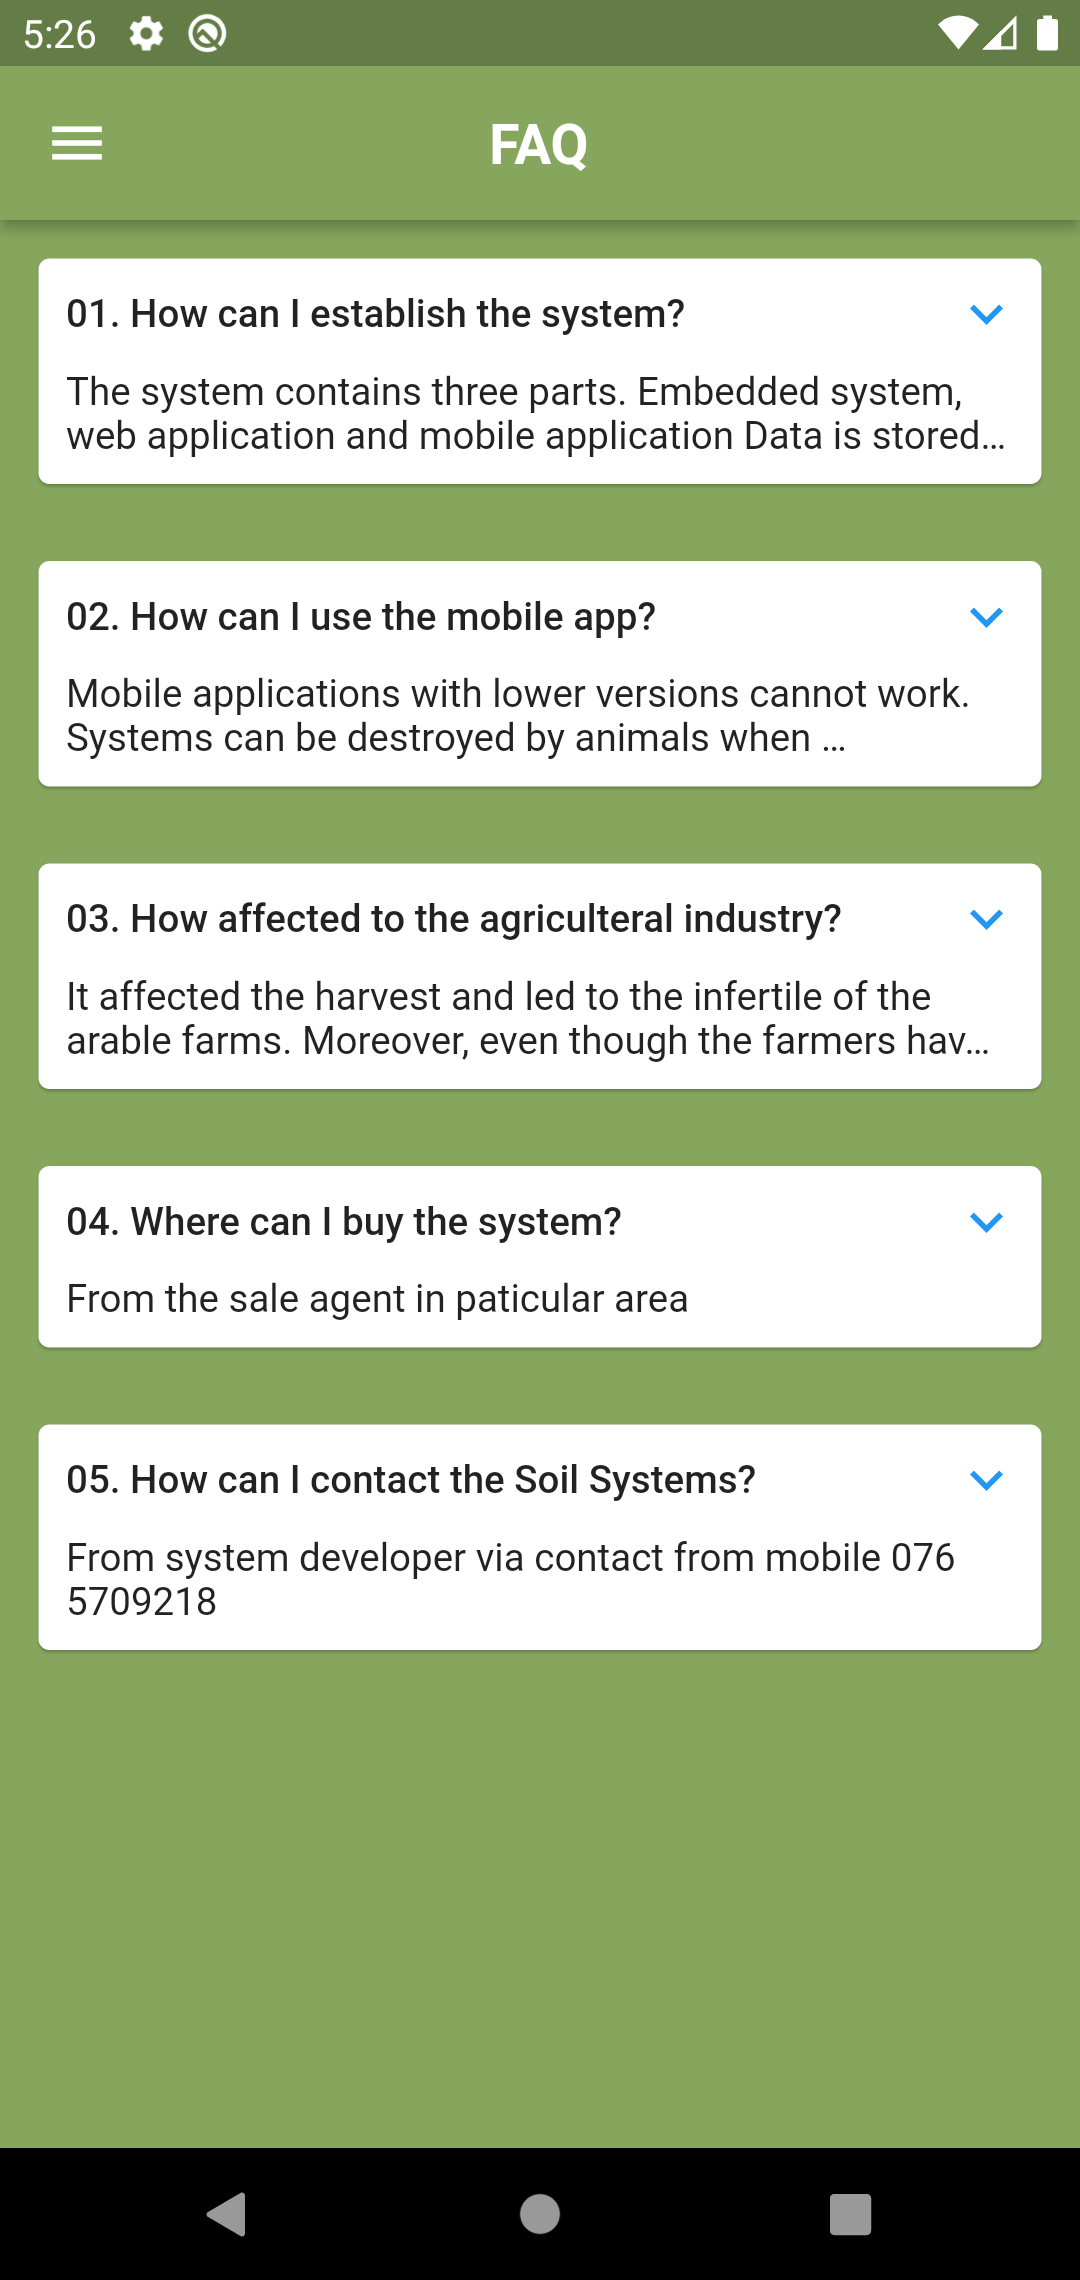 5:26
FAQ
01. How can I establish the system?
The system contains three parts. Embedded system,
web application and mobile application Data is stored...
02. How can I use the mobile app?
Mobile applications with lower versions cannot work.
Systems can be destroyed by animals when ...
03. How affected to the agriculteral industry?
It affected the harvest and led to the infertile of the
arable farms. Moreover, even though the farmers hav...
04. Where can I buy the system?
From the sale agent in paticular area
05. How can I contact the Soil Systems?
From system developer via contact from mobile 076
5709218